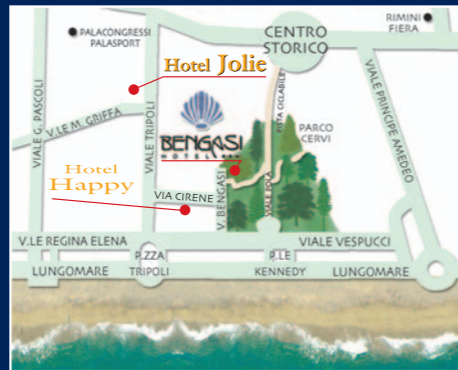 PALACONGRESSI
PALASPORT
CENTRO
STORICO
RIMINI
FIERA
Hotel Jolie
VIALE G. PASCOLI
V.LE M. GRIFFA
VIALE TRIPOLI
BENGASI
HOTEL ***
PISTA CICLABILE
PARCO
CERVI
VIALE PRINCIPE AMEDEO
Hotel
Happy
VIA CIRENE
V. BENGASI
VIALE POLA
V.LE REGINA ELENA
VIALE VESPUCCI
P.ZZA
TRIPOLI
P.LE
KENNEDY
LUNGOMARE
LUNGOMARE